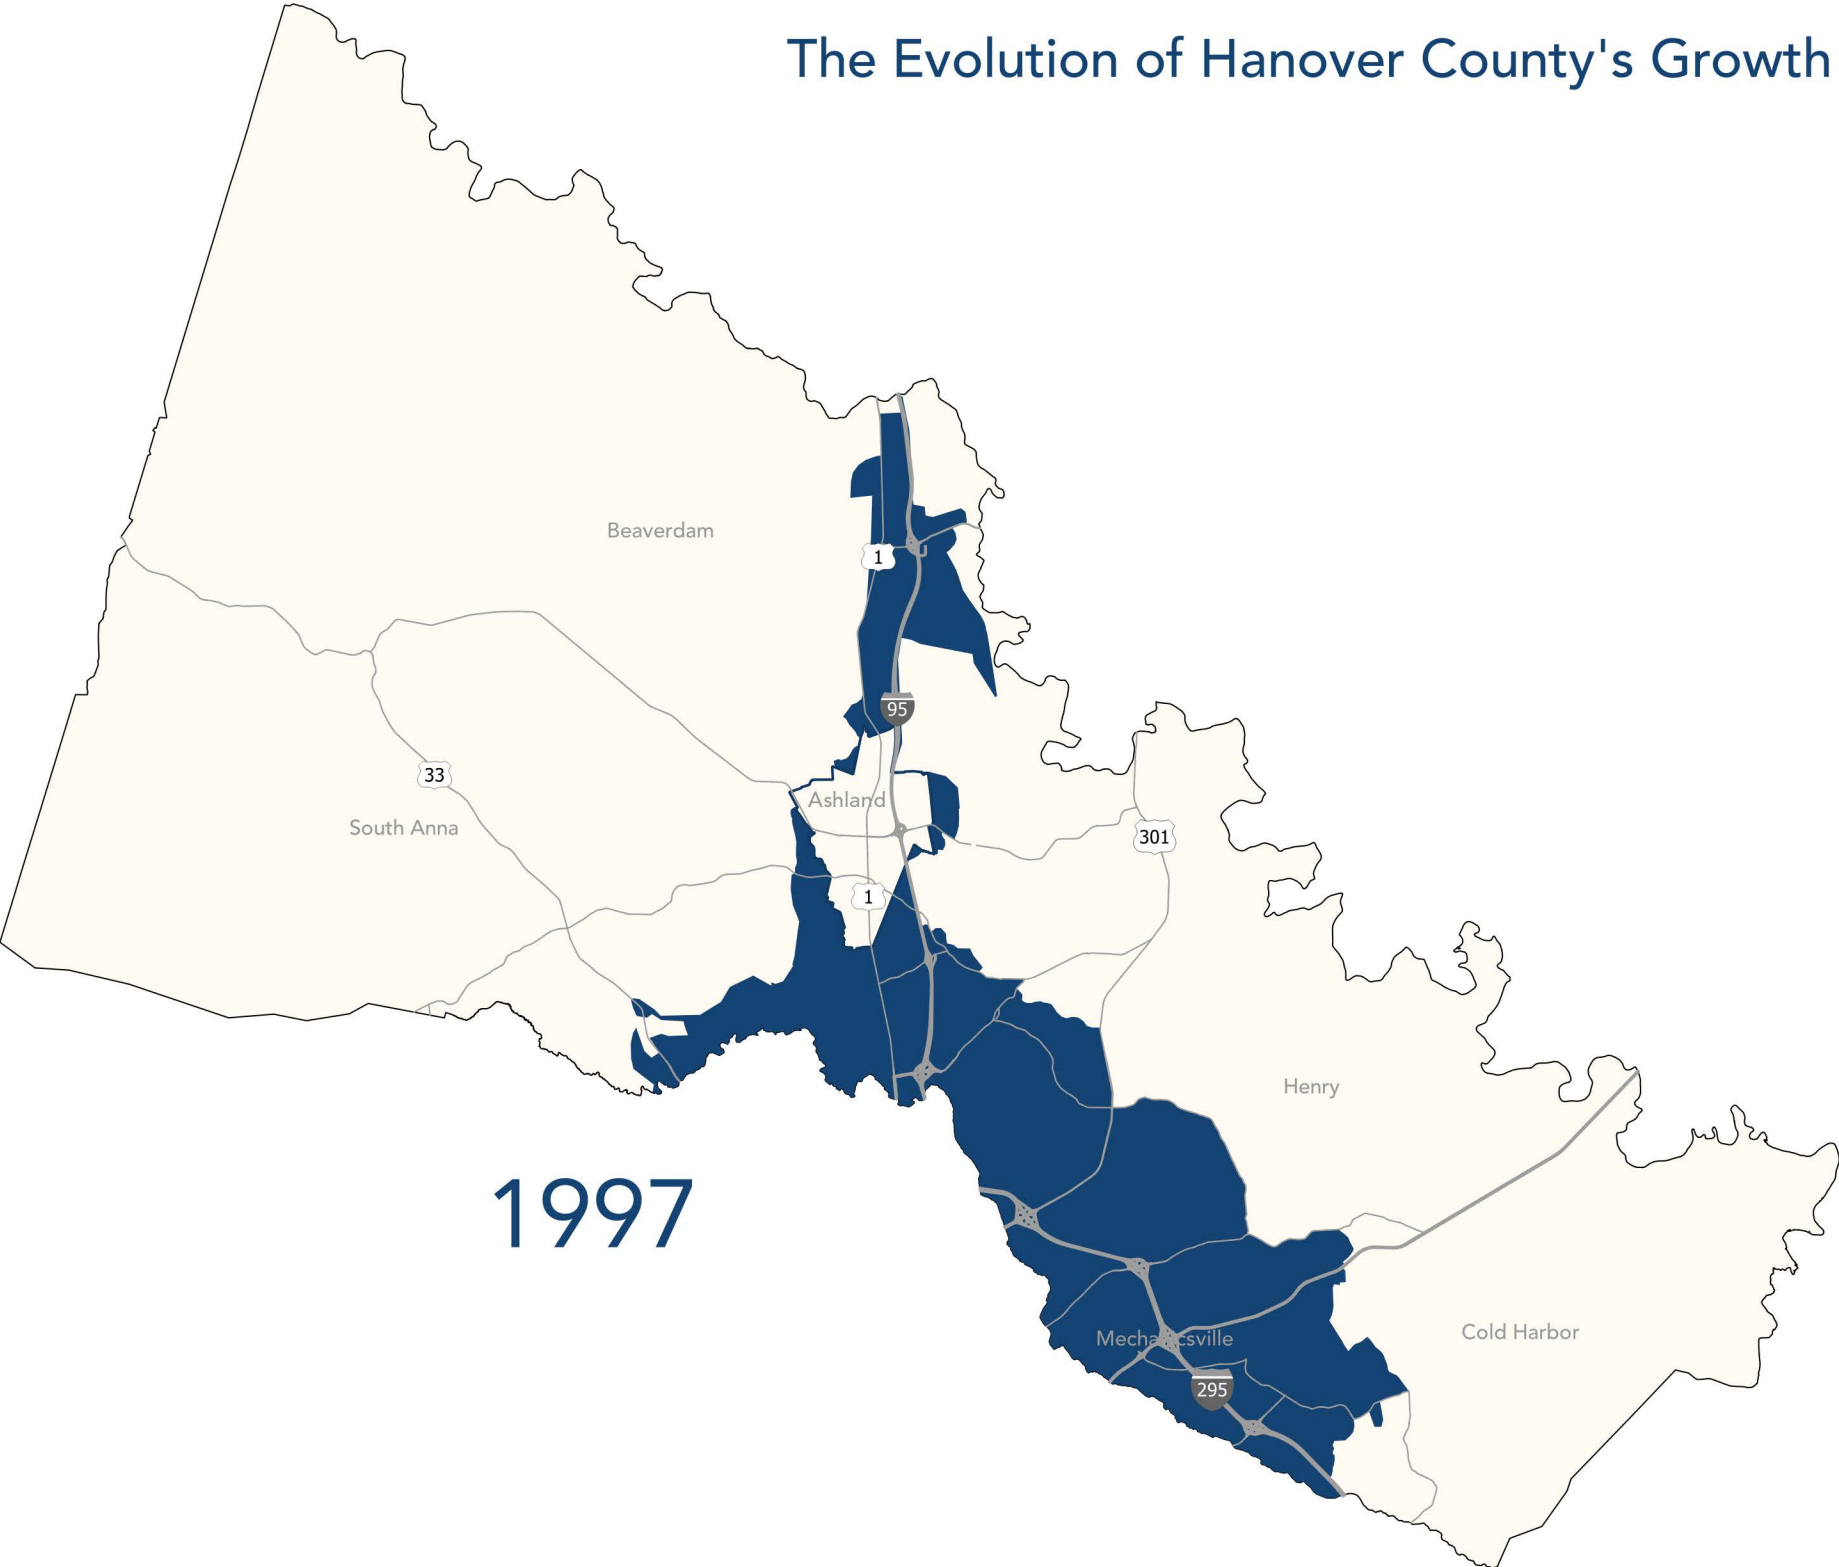 The Evolution of Hanover County's Growth
Beaverdam
1
95
33
Ashland
South Anna
301
1
Henry
1997
Cold Harbor
295